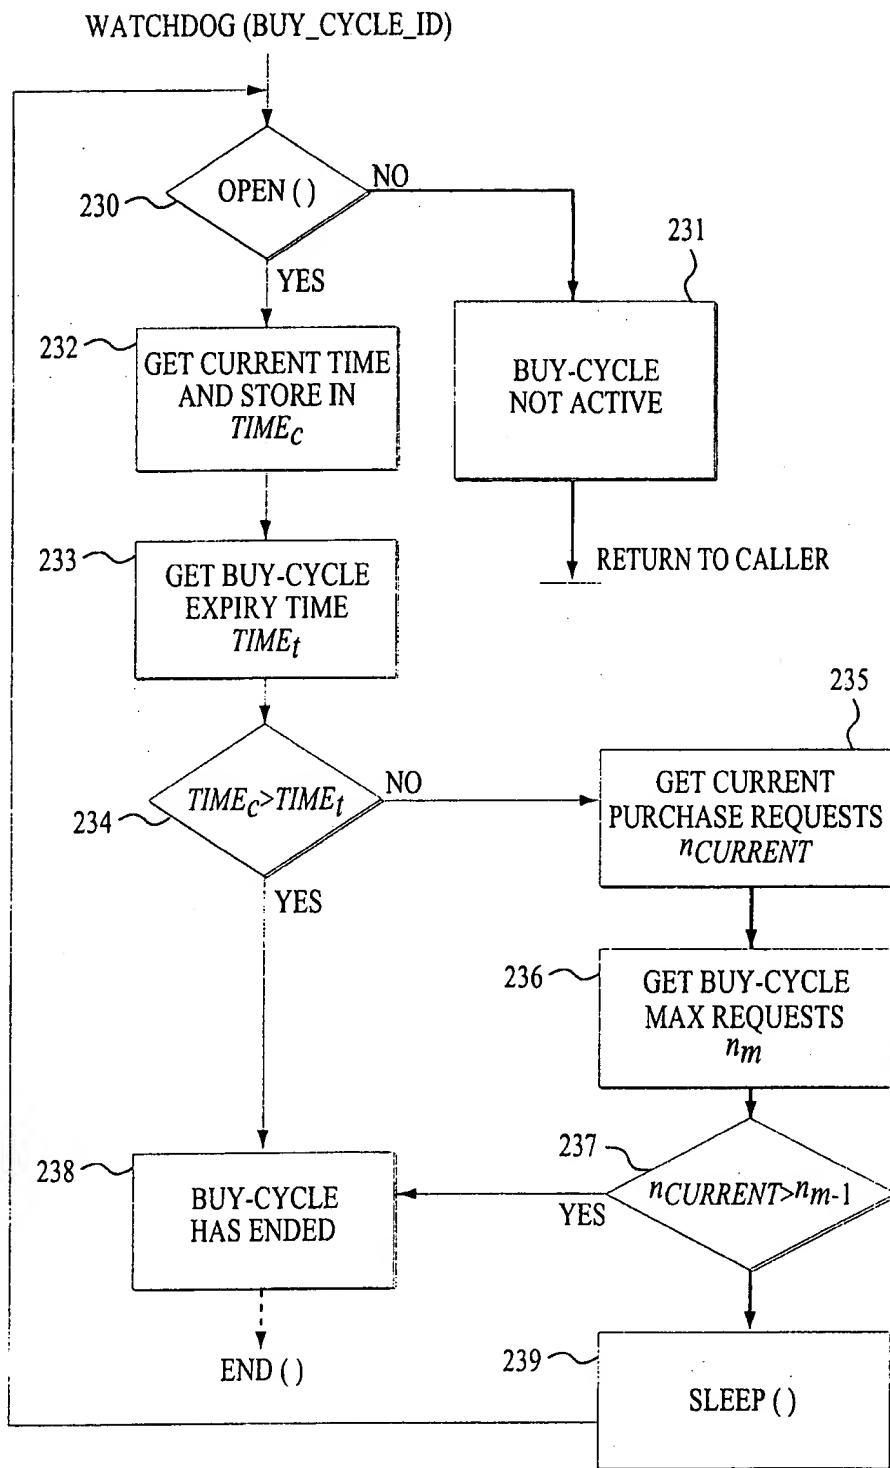 WATCHDOG (BUY_CYCLE_ID)
230
OPEN ( )
NO
YES
231
BUY-CYCLE
NOT ACTIVE
RETURN TO CALLER
232
GET CURRENT TIME
AND STORE IN
TIMEc
233
GET BUY-CYCLE
EXPIRY TIME
TIMEt
234
TIMEc>TIMEt
NO
YES
235
GET CURRENT
PURCHASE REQUESTS
nCURRENT
236
GET BUY-CYCLE
MAX REQUESTS
nm
237
nCURRENT>nm-1
YES
238
BUY-CYCLE
HAS ENDED
END ( )
239
SLEEP ( )